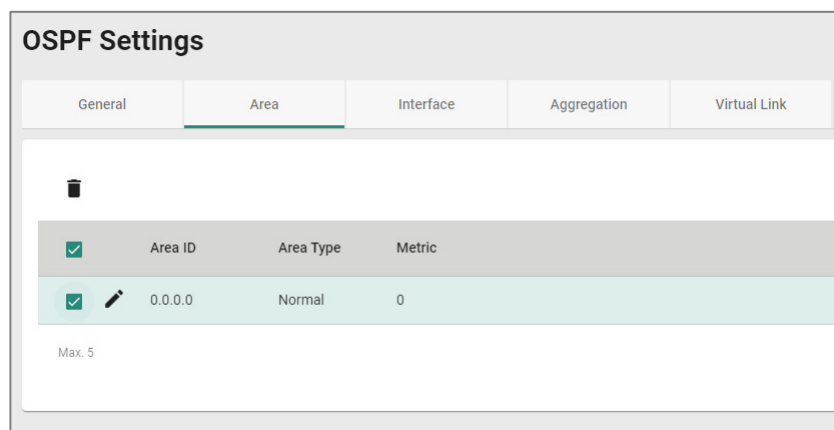 OSPF Settings
General Area Interface Aggregation Virtual Link
Area ID Area Type Metric
0.0.0.0 Normal 0
Max. 5